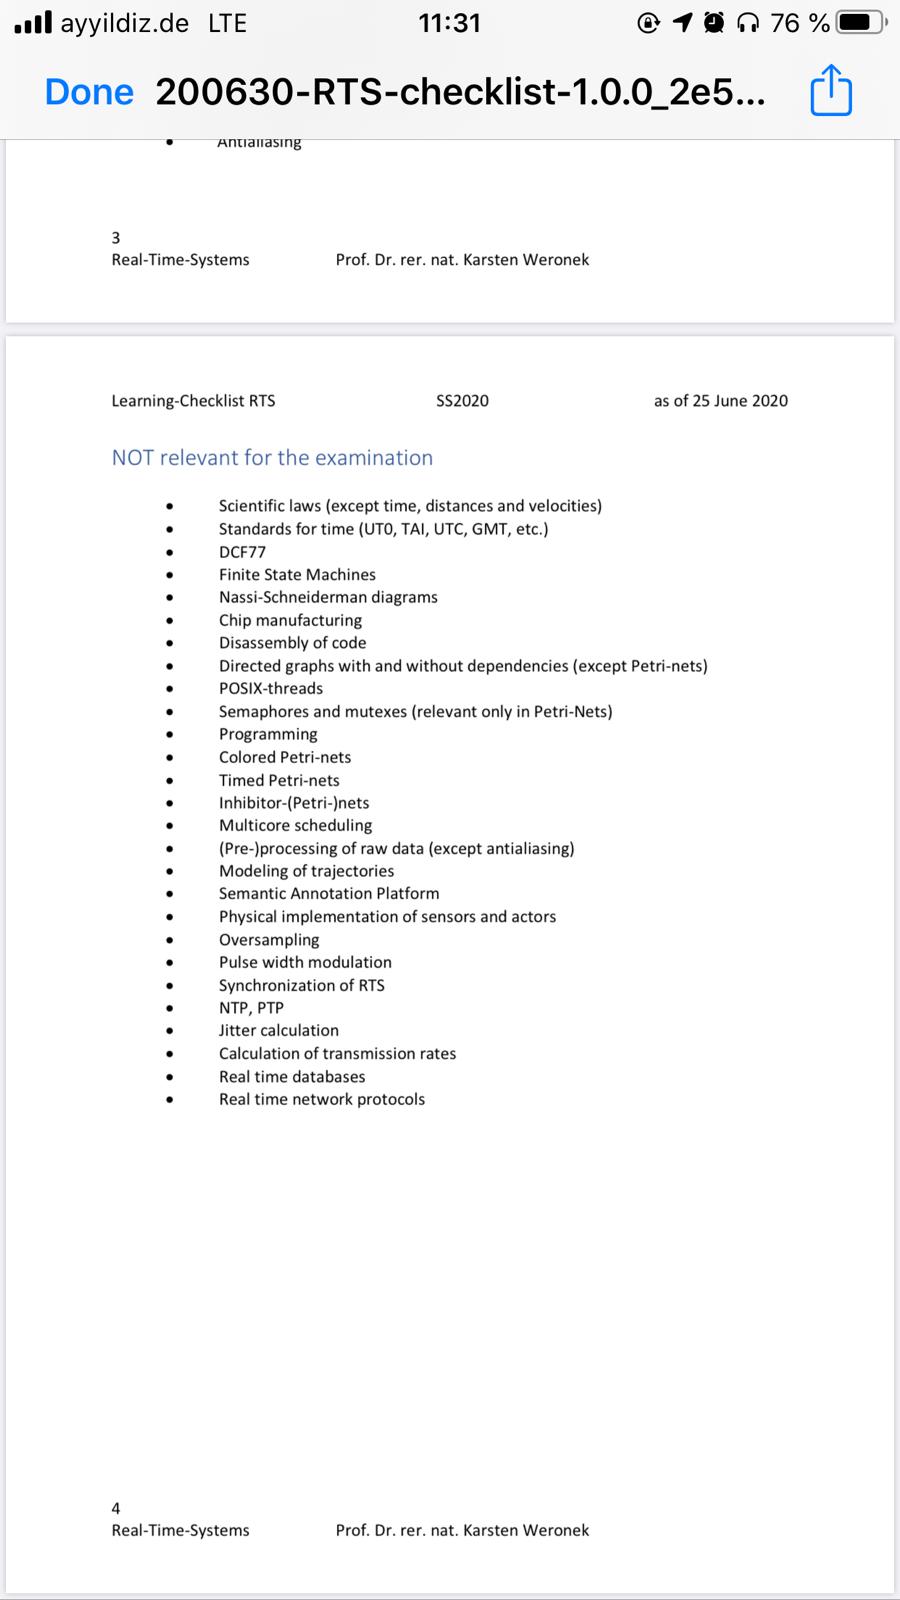 ayyildiz.de LTE 11:31 76 %
Done 200630-RTS-checklist-1.0.0_2e5...
• Antialiasing
3
Real-Time-Systems Prof. Dr. rer. nat. Karsten Weronek
Learning-Checklist RTS SS2020 as of 25 June 2020
NOT relevant for the examination
• Scientific laws (except time, distances and velocities)
• Standards for time (UT0, TAI, UTC, GMT, etc.)
• DCF77
• Finite State Machines
• Nassi-Schneiderman diagrams
• Chip manufacturing
• Disassembly of code
• Directed graphs with and without dependencies (except Petri-nets)
• POSIX-threads
• Semaphores and mutexes (relevant only in Petri-Nets)
• Programming
• Colored Petri-nets
• Timed Petri-nets
• Inhibitor-(Petri-)nets
• Multicore scheduling
• (Pre-)processing of raw data (except antialiasing)
• Modeling of trajectories
• Semantic Annotation Platform
• Physical implementation of sensors and actors
• Oversampling
• Pulse width modulation
• Synchronization of RTS
• NTP, PTP
• Jitter calculation
• Calculation of transmission rates
• Real time databases
• Real time network protocols
4
Real-Time-Systems Prof. Dr. rer. nat. Karsten Weronek